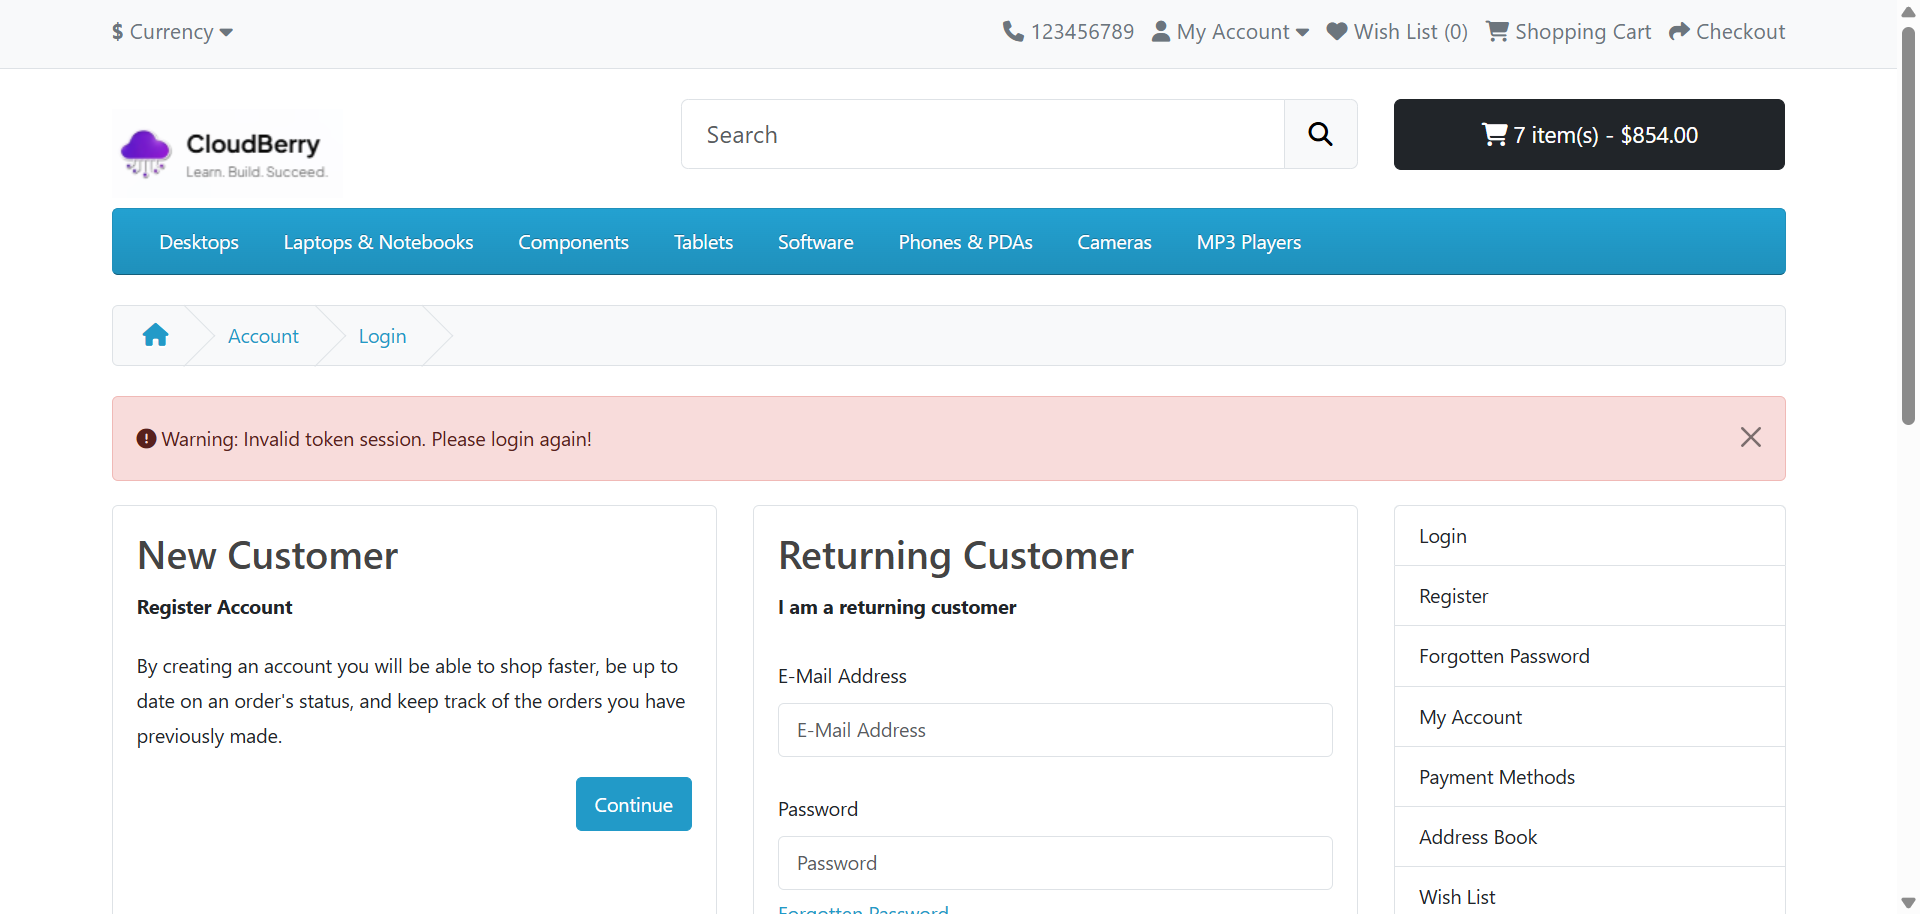 $ Currency
123456789 My Account Wish List (0) Shopping Cart Checkout
CloudBerry
Learn. Build. Succeed.
Search
7 item(s) - $854.00
Desktops Laptops & Notebooks Components Tablets Software Phones & PDAs Cameras MP3 Players
Account Login
Warning: Invalid token session. Please login again!
New Customer
Register Account
By creating an account you will be able to shop faster, be up to
date on an order's status, and keep track of the orders you have
previously made.
Continue
Returning Customer
I am a returning customer
E-Mail Address
E-Mail Address
Password
Password
Forgotten Password
Login
Register
Forgotten Password
My Account
Payment Methods
Address Book
Wish List